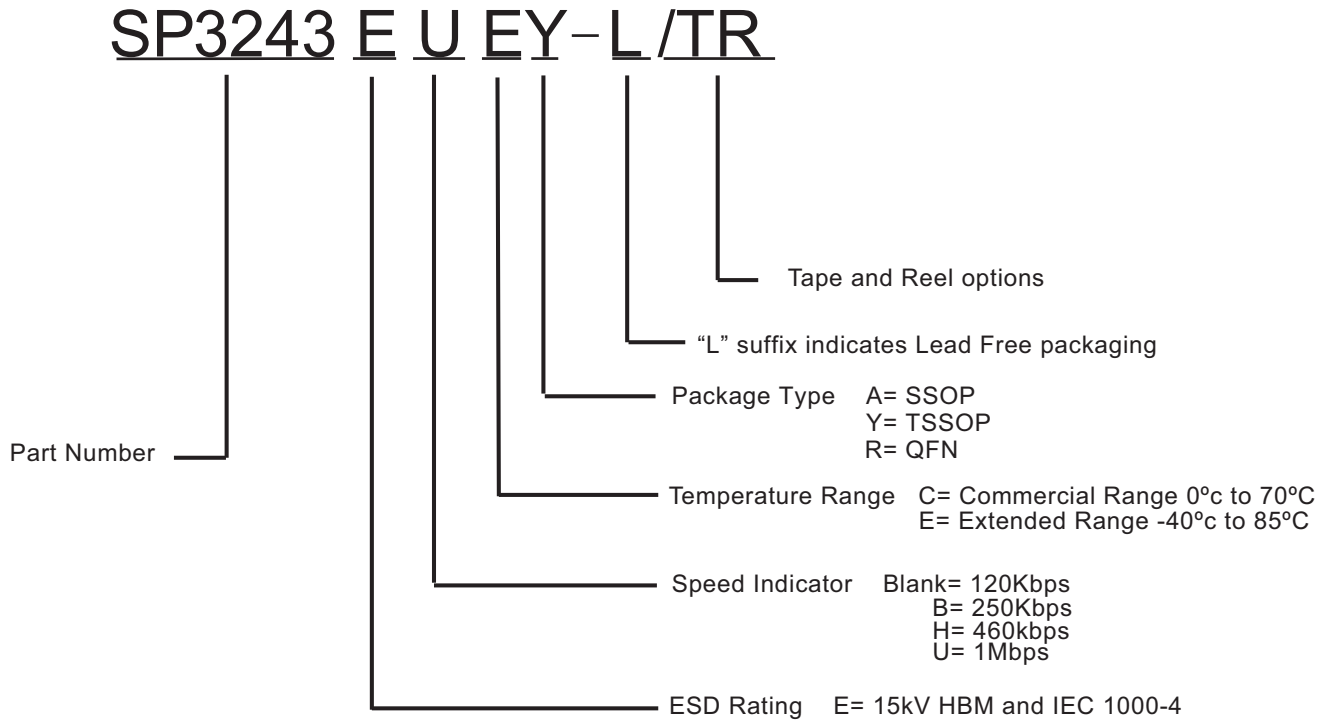 SP3243 E U EY-L/TR
Tape and Reel options
“L” suffix indicates Lead Free packaging
Package Type A= SSOP
Y= TSSOP
R= QFN
Part Number
Temperature Range C= Commercial Range 0ºc to 70ºC
E= Extended Range -40ºc to 85ºC
Speed Indicator Blank= 120Kbps
B= 250Kbps
H= 460kbps
U= 1Mbps
ESD Rating E= 15kV HBM and IEC 1000-4